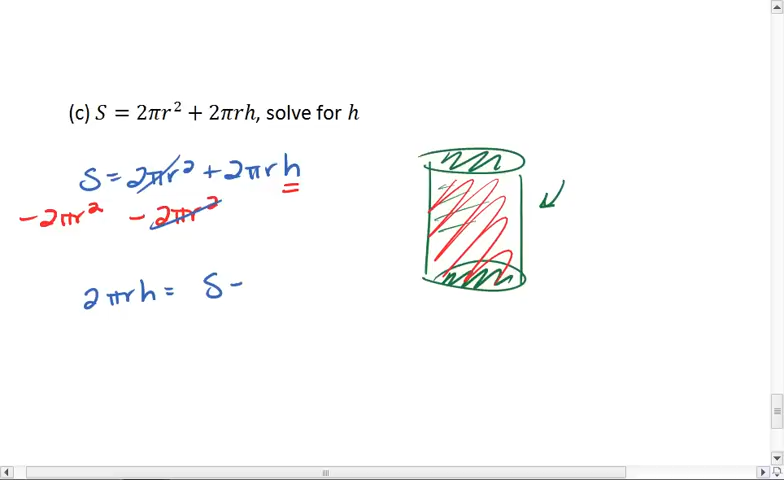 (c) S = 2πr² + 2πrh, solve for h
S = 2πr² + 2πrh
- 2πr² - 2πr²
2πrh = S -